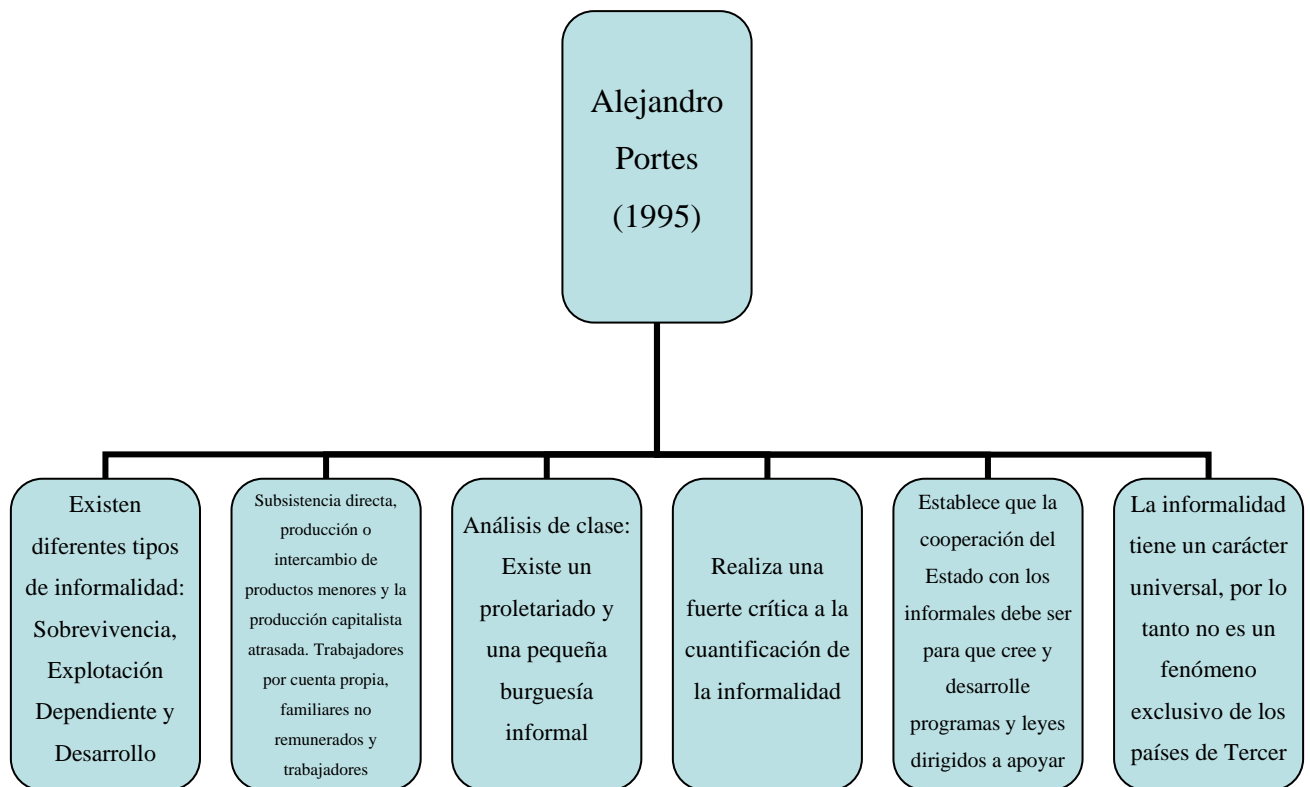 Alejandro
Portes
(1995)
Existen
diferentes tipos
de informalidad:
Sobrevivencia,
Explotación
Dependiente y
Desarrollo
Subsistencia directa,
producción o
intercambio de
productos menores y la
producción capitalista
atrasada. Trabajadores
por cuenta propia,
familiares no
remunerados y
trabajadores
Análisis de clase:
Existe un
proletariado y
una pequeña
burguesía
informal
Realiza una
fuerte crítica a la
cuantificación de
la informalidad
Establece que la
cooperación del
Estado con los
informales debe ser
para que cree y
desarrolle
programas y leyes
dirigidos a apoyar
La informalidad
tiene un carácter
universal, por lo
tanto no es un
fenómeno
exclusivo de los
países de Tercer